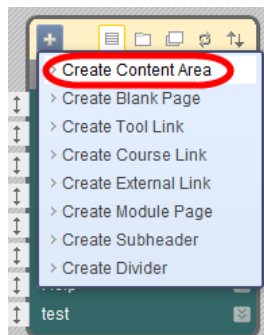 > Create Content Area
> Create Blank Page
> Create Tool Link
> Create Course Link
> Create External Link
> Create Module Page
> Create Subheader
> Create Divider
test